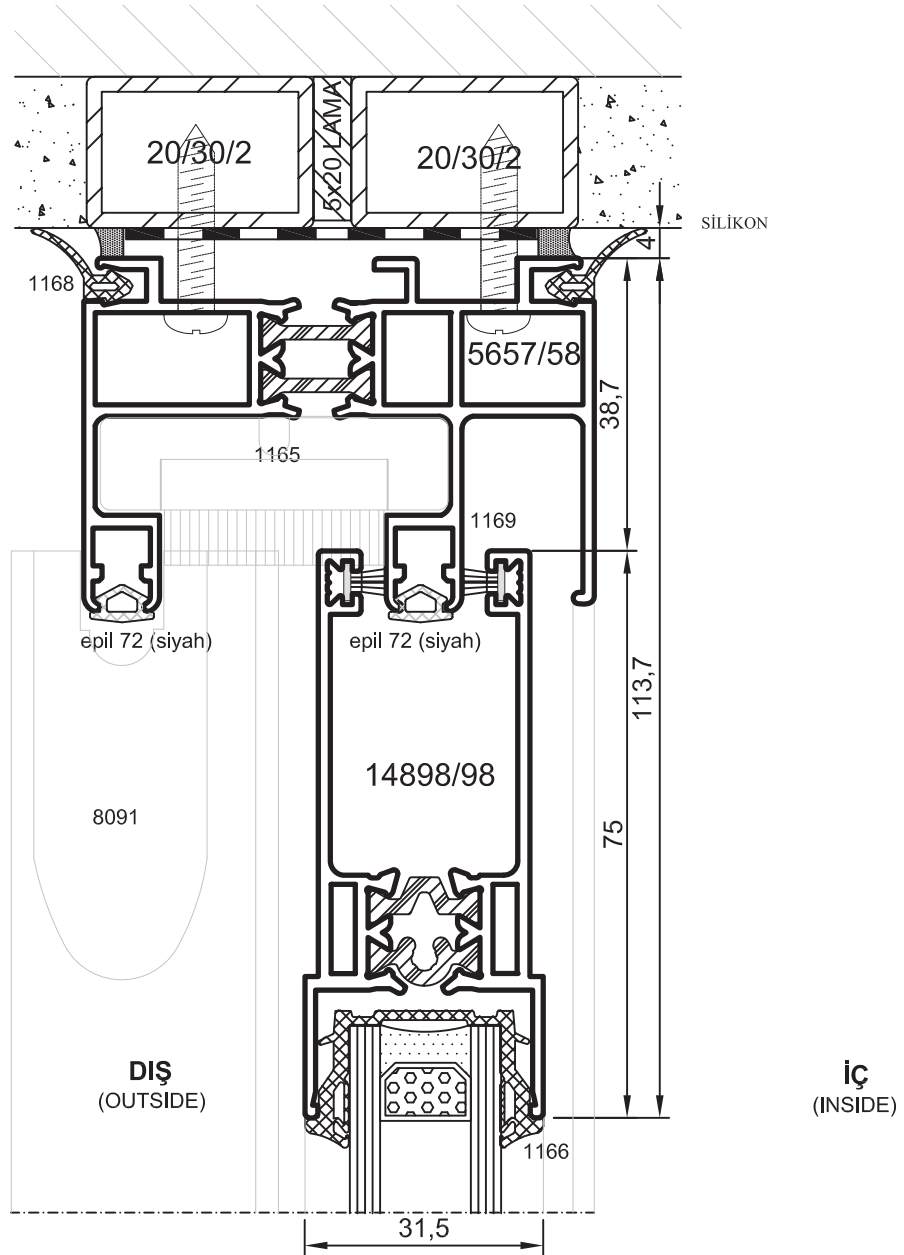 20/30/2
5x20 LAMA
20/30/2
SİLİKON
4
1168
5657/58
38,7
1165
1169
epil 72 (siyah)
epil 72 (siyah)
113,7
14898/98
8091
75
DIŞ
(OUTSIDE)
İÇ
(INSIDE)
1166
31,5